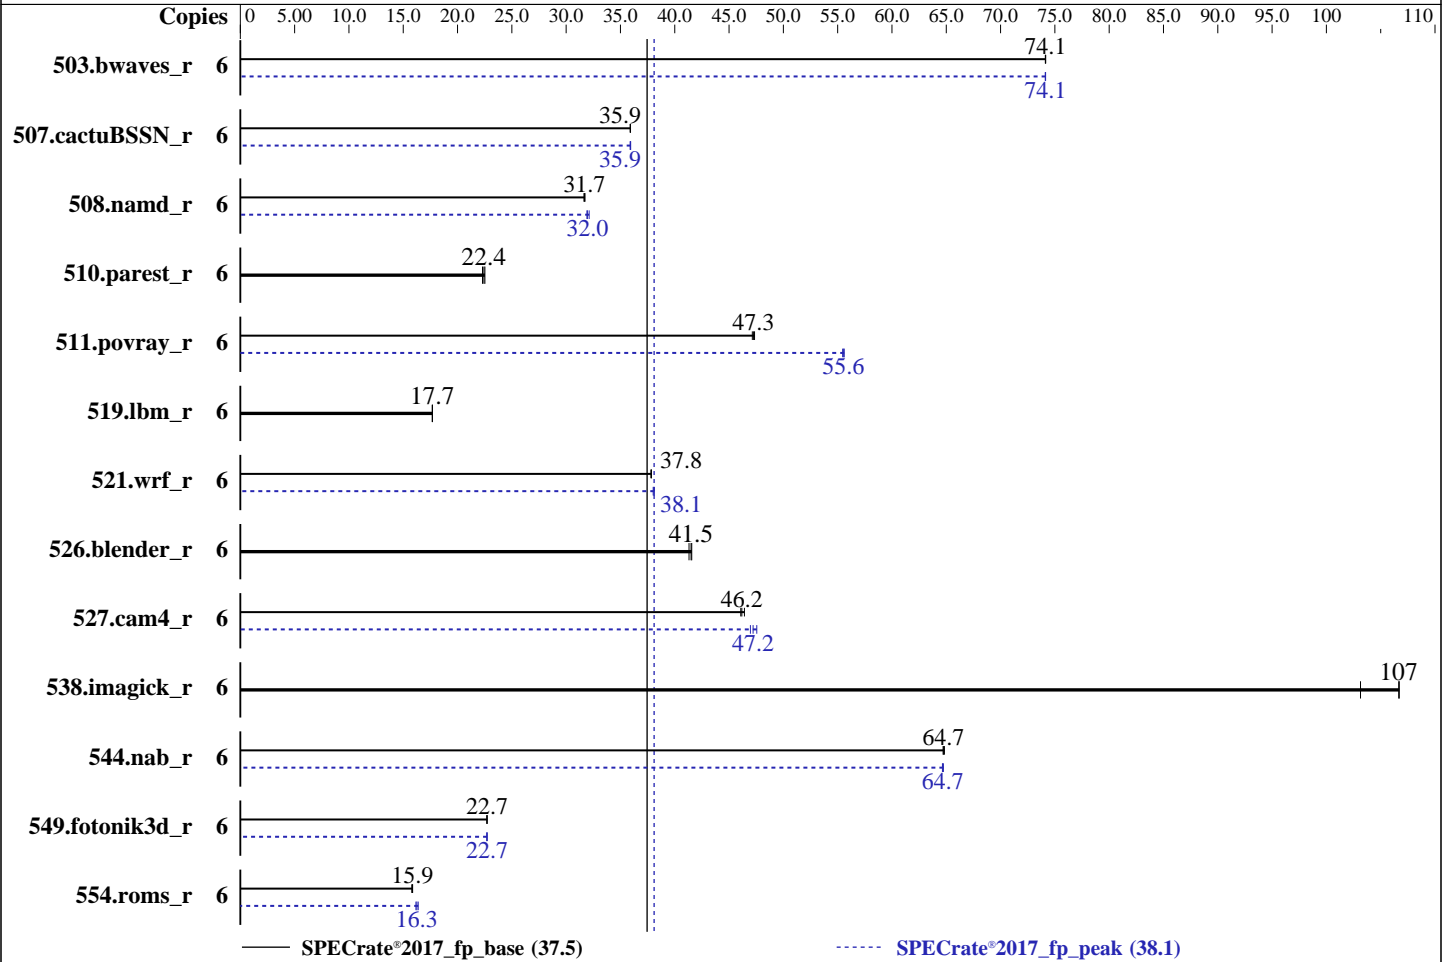 Copies 0 5.00 10.0 15.0 20.0 25.0 30.0 35.0 40.0 45.0 50.0 55.0 60.0 65.0 70.0 75.0 80.0 85.0 90.0 95.0 100 110
503.bwaves_r 6 74.1
74.1
507.cactuBSSN_r 6 35.9
35.9
508.namd_r 6 31.7
32.0
510.parest_r 6 22.4
511.povray_r 6 47.3
55.6
519.lbm_r 6 17.7
521.wrf_r 6 37.8
38.1
526.blender_r 6 41.5
527.cam4_r 6 46.2
47.2
538.imagick_r 6 107
544.nab_r 6 64.7
64.7
549.fotonik3d_r 6 22.7
22.7
554.roms_r 6 15.9
16.3
SPECrate®2017_fp_base (37.5) SPECrate®2017_fp_peak (38.1)